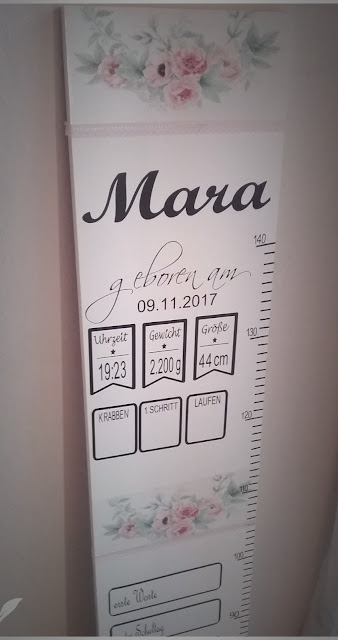 Mara
140
geboren am
09.11.2017
130
Uhrzeit Gewicht Größe
19:23 2.200 g 44 cm
120
KRABBEN 1.SCHRITT LAUFEN
110
100
erste Worte
90
Schultag